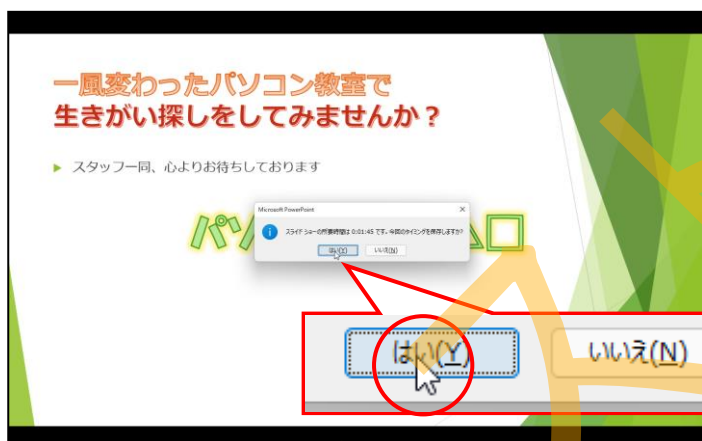 一風変わったパソコン教室で
生きがい探しをしてみませんか？
スタッフ一同、心よりお待ちしております
Microsoft PowerPoint
スライド ショーの所要時間は 0:01:45 です。今回のタイミングを保存しますか?
はい(Y) いいえ(N)
パソ
はい(Y) いいえ(N)